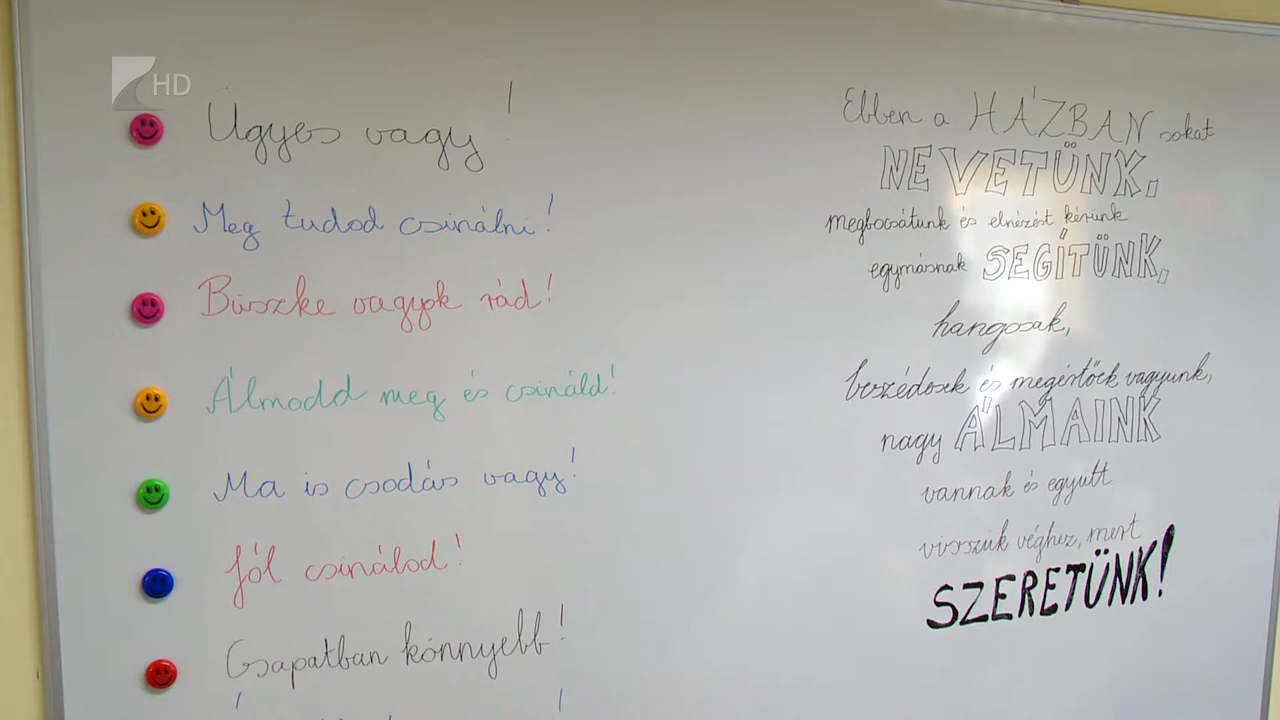 HD
Ügyes vagy!
Meg tudod csinálni!
Büszke vagyok rád!
Álmodd meg és csináld!
Ma is csodás vagy!
Jól csinálod!
Csapatban könnyebb!
Ebben a HÁZBAN sokat
NEVETÜNK,
megbocsátunk és elnézést kérünk
egymásnak SEGÍTÜNK,
hangosak,
beszédesek és megértőek vagyunk,
nagy ÁLMAINK
vannak és együtt
visszük véghez, mert
SZERETÜNK!